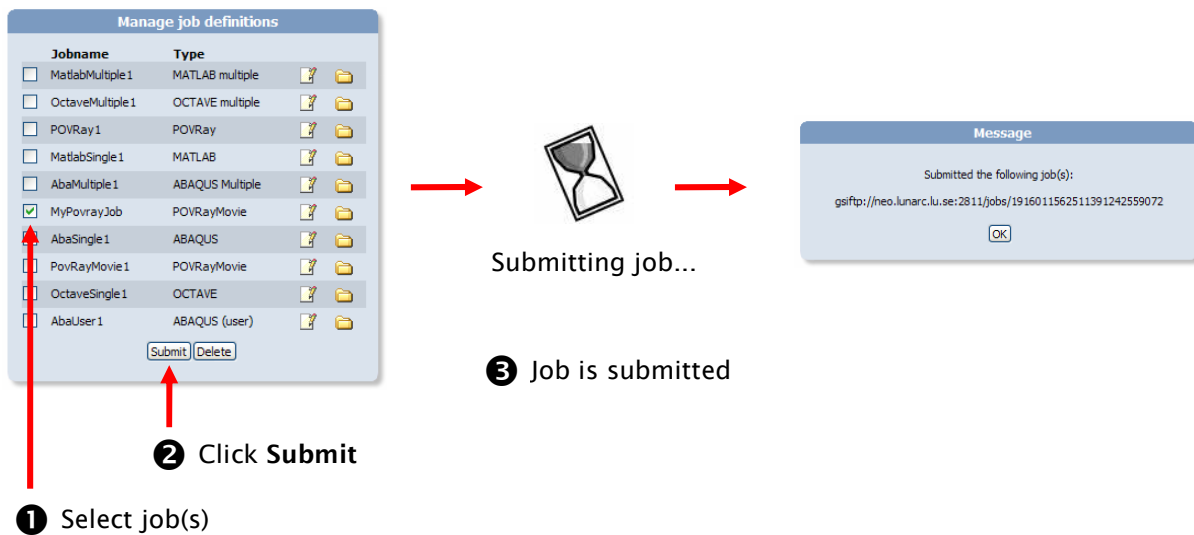 Manage job definitions
Jobname Type
MatlabMultiple1 MATLAB multiple
OctaveMultiple1 OCTAVE multiple
POVRay1 POVRay
MatlabSingle1 MATLAB
AbaMultiple1 ABAQUS Multiple
MyPovrayJob POVRayMovie
AbaSingle1 ABAQUS
PovRayMovie1 POVRayMovie
OctaveSingle1 OCTAVE
AbaUser1 ABAQUS (user)
Submit Delete
Submitting job...
Message
Submitted the following job(s):
gsiftp://neo.lunarc.lu.se:2811/jobs/1916011562511391242559072
OK
❸ Job is submitted
❷ Click Submit
❶ Select job(s)